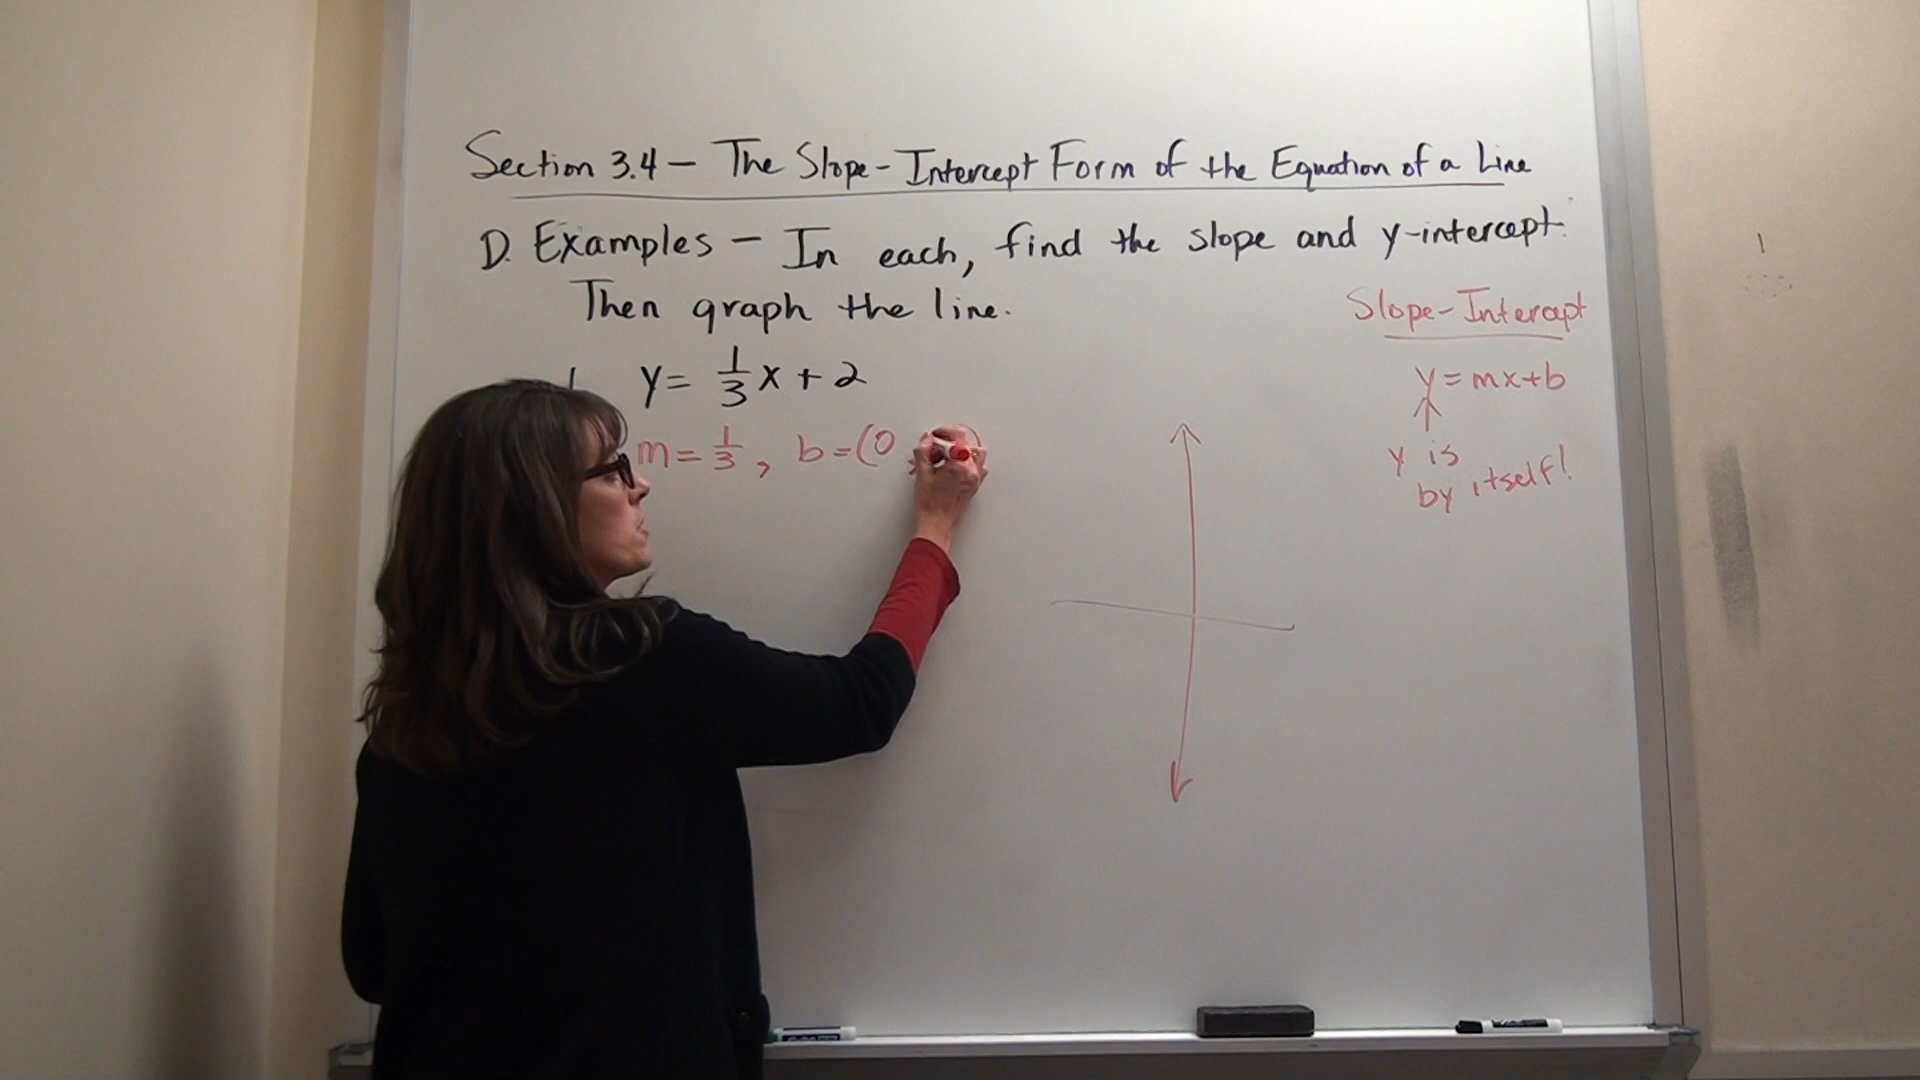 Section 3.4 – The Slope-Intercept Form of the Equation of a Line
D. Examples – In each, find the slope and y-intercept.
Then graph the line.
Slope-Intercept
y = 1/3 x + 2
y = mx+b
m = 1/3, b = (0,
y is
by itself!